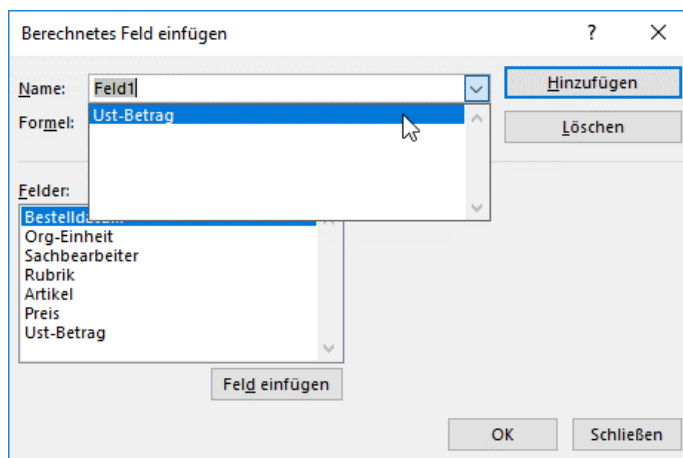 Berechnetes Feld einfügen
?
Name:
Feld1
Hinzufügen
Formel:
Ust-Betrag
Löschen
Felder:
Org-Einheit
Sachbearbeiter
Rubrik
Artikel
Preis
Ust-Betrag
Feld einfügen
OK
Schließen